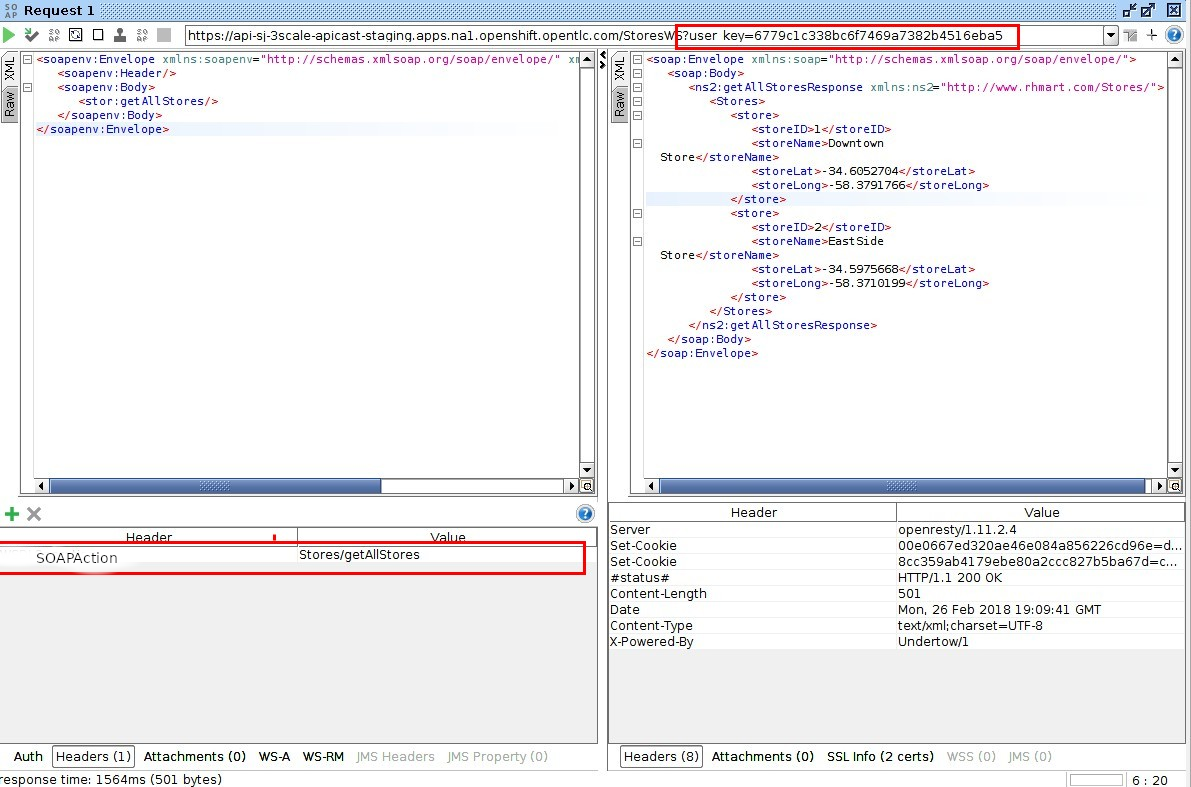 SO AP Request 1
SO AP SO AP https://api-sj-3scale-apicast-staging.apps.na1.openshift.opentlc.com/StoresWS?user key=6779c1c338bc6f7469a7382b4516eba5 ?
XML
Raw
<soapenv:Envelope xmlns:soapenv="http://schemas.xmlsoap.org/soap/envelope/" xm
<soapenv:Header/>
<soapenv:Body>
<stor:getAllStores/>
</soapenv:Body>
</soapenv:Envelope>
XML
Raw
<soap:Envelope xmlns:soap="http://schemas.xmlsoap.org/soap/envelope/">
<soap:Body>
<ns2:getAllStoresResponse xmlns:ns2="http://www.rhmart.com/Stores/">
<Stores>
<store>
<storeID>1</storeID>
<storeName>Downtown
Store</storeName>
<storeLat>-34.6052704</storeLat>
<storeLong>-58.3791766</storeLong>
</store>
<store>
<storeID>2</storeID>
<storeName>EastSide
Store</storeName>
<storeLat>-34.5975668</storeLat>
<storeLong>-58.3710199</storeLong>
</store>
</Stores>
</ns2:getAllStoresResponse>
</soap:Body>
</soap:Envelope>
?
Header Value
SOAPAction Stores/getAllStores
Header Value
Server openresty/1.11.2.4
Set-Cookie 00e0667ed320ae46e084a856226cd96e=d...
Set-Cookie 8cc359ab4179ebe80a2ccc827b5ba67d=c...
#status# HTTP/1.1 200 OK
Content-Length 501
Date Mon, 26 Feb 2018 19:09:41 GMT
Content-Type text/xml;charset=UTF-8
X-Powered-By Undertow/1
Auth Headers (1) Attachments (0) WS-A WS-RM JMS Headers JMS Property (0)
Headers (8) Attachments (0) SSL Info (2 certs) WSS (0) JMS (0)
response time: 1564ms (501 bytes)
6 : 20